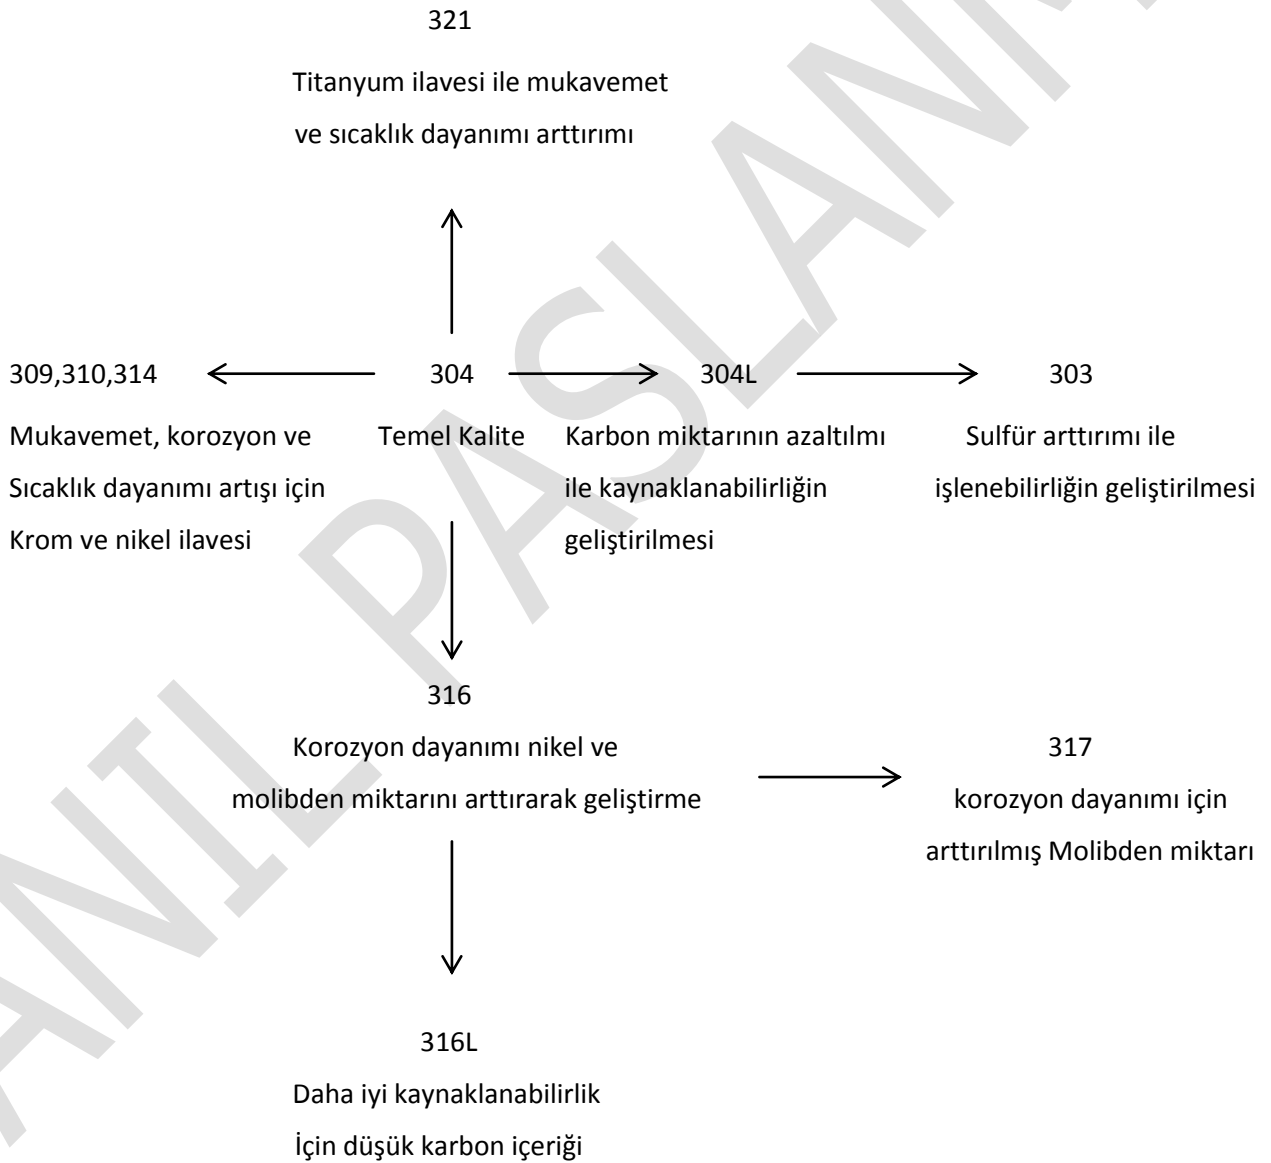 321
Titanyum ilavesi ile mukavemet
ve sıcaklık dayanımı arttırımı
309,310,314
304
304L
303
Mukavemet, korozyon ve
Sıcaklık dayanımı artışı için
Krom ve nikel ilavesi
Temel Kalite
Karbon miktarının azaltılmı
ile kaynaklanabilirliğin
geliştirilmesi
Sulfür arttırımı ile
işlenebilirliğin geliştirilmesi
316
Korozyon dayanımı nikel ve
molibden miktarını arttırarak geliştirme
317
korozyon dayanımı için
arttırılmış Molibden miktarı
316L
Daha iyi kaynaklanabilirlik
İçin düşük karbon içeriği
ANIL PASLANM